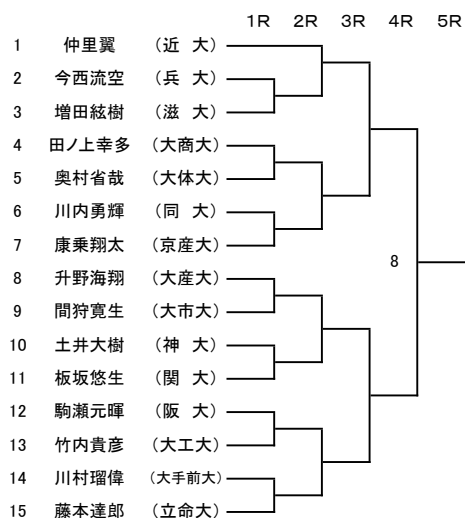 1R 2R 3R 4R 5R
1 仲里翼 (近 大)
2 今西流空 (兵 大)
3 増田絃樹 (滋 大)
4 田ノ上幸多 (大商大)
5 奥村省哉 (大体大)
6 川内勇輝 (同 大)
7 康乗翔太 (京産大)
8
8 升野海翔 (大産大)
9 間狩寛生 (大市大)
10 土井大樹 (神 大)
11 板坂悠生 (関 大)
12 駒瀬元暉 (阪 大)
13 竹内貴彦 (大工大)
14 川村瑠偉 (大手前大)
15 藤本達郎 (立命大)